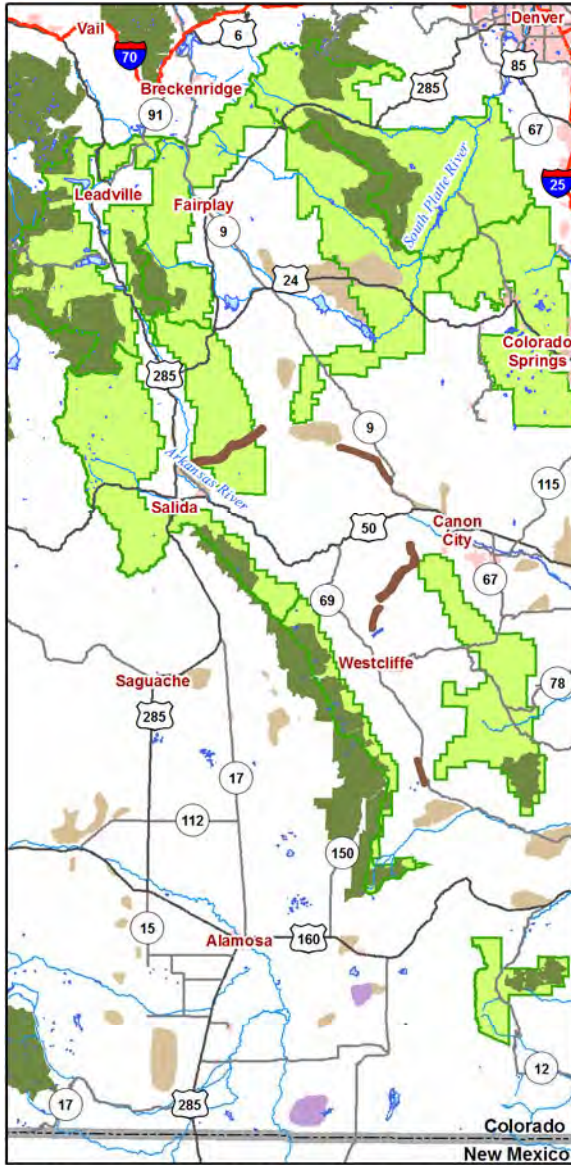 Vail
6
Denver
70
85
Breckenridge
285
91
67
25
Leadville
Fairplay
South Platte River
9
24
Colorado
Springs
285
9
Arkansas River
115
Salida
50
Canon
City
67
69
Westcliffe
Saguache
78
285
17
112
150
15
Alamosa
160
12
17
285
Colorado
New Mexico